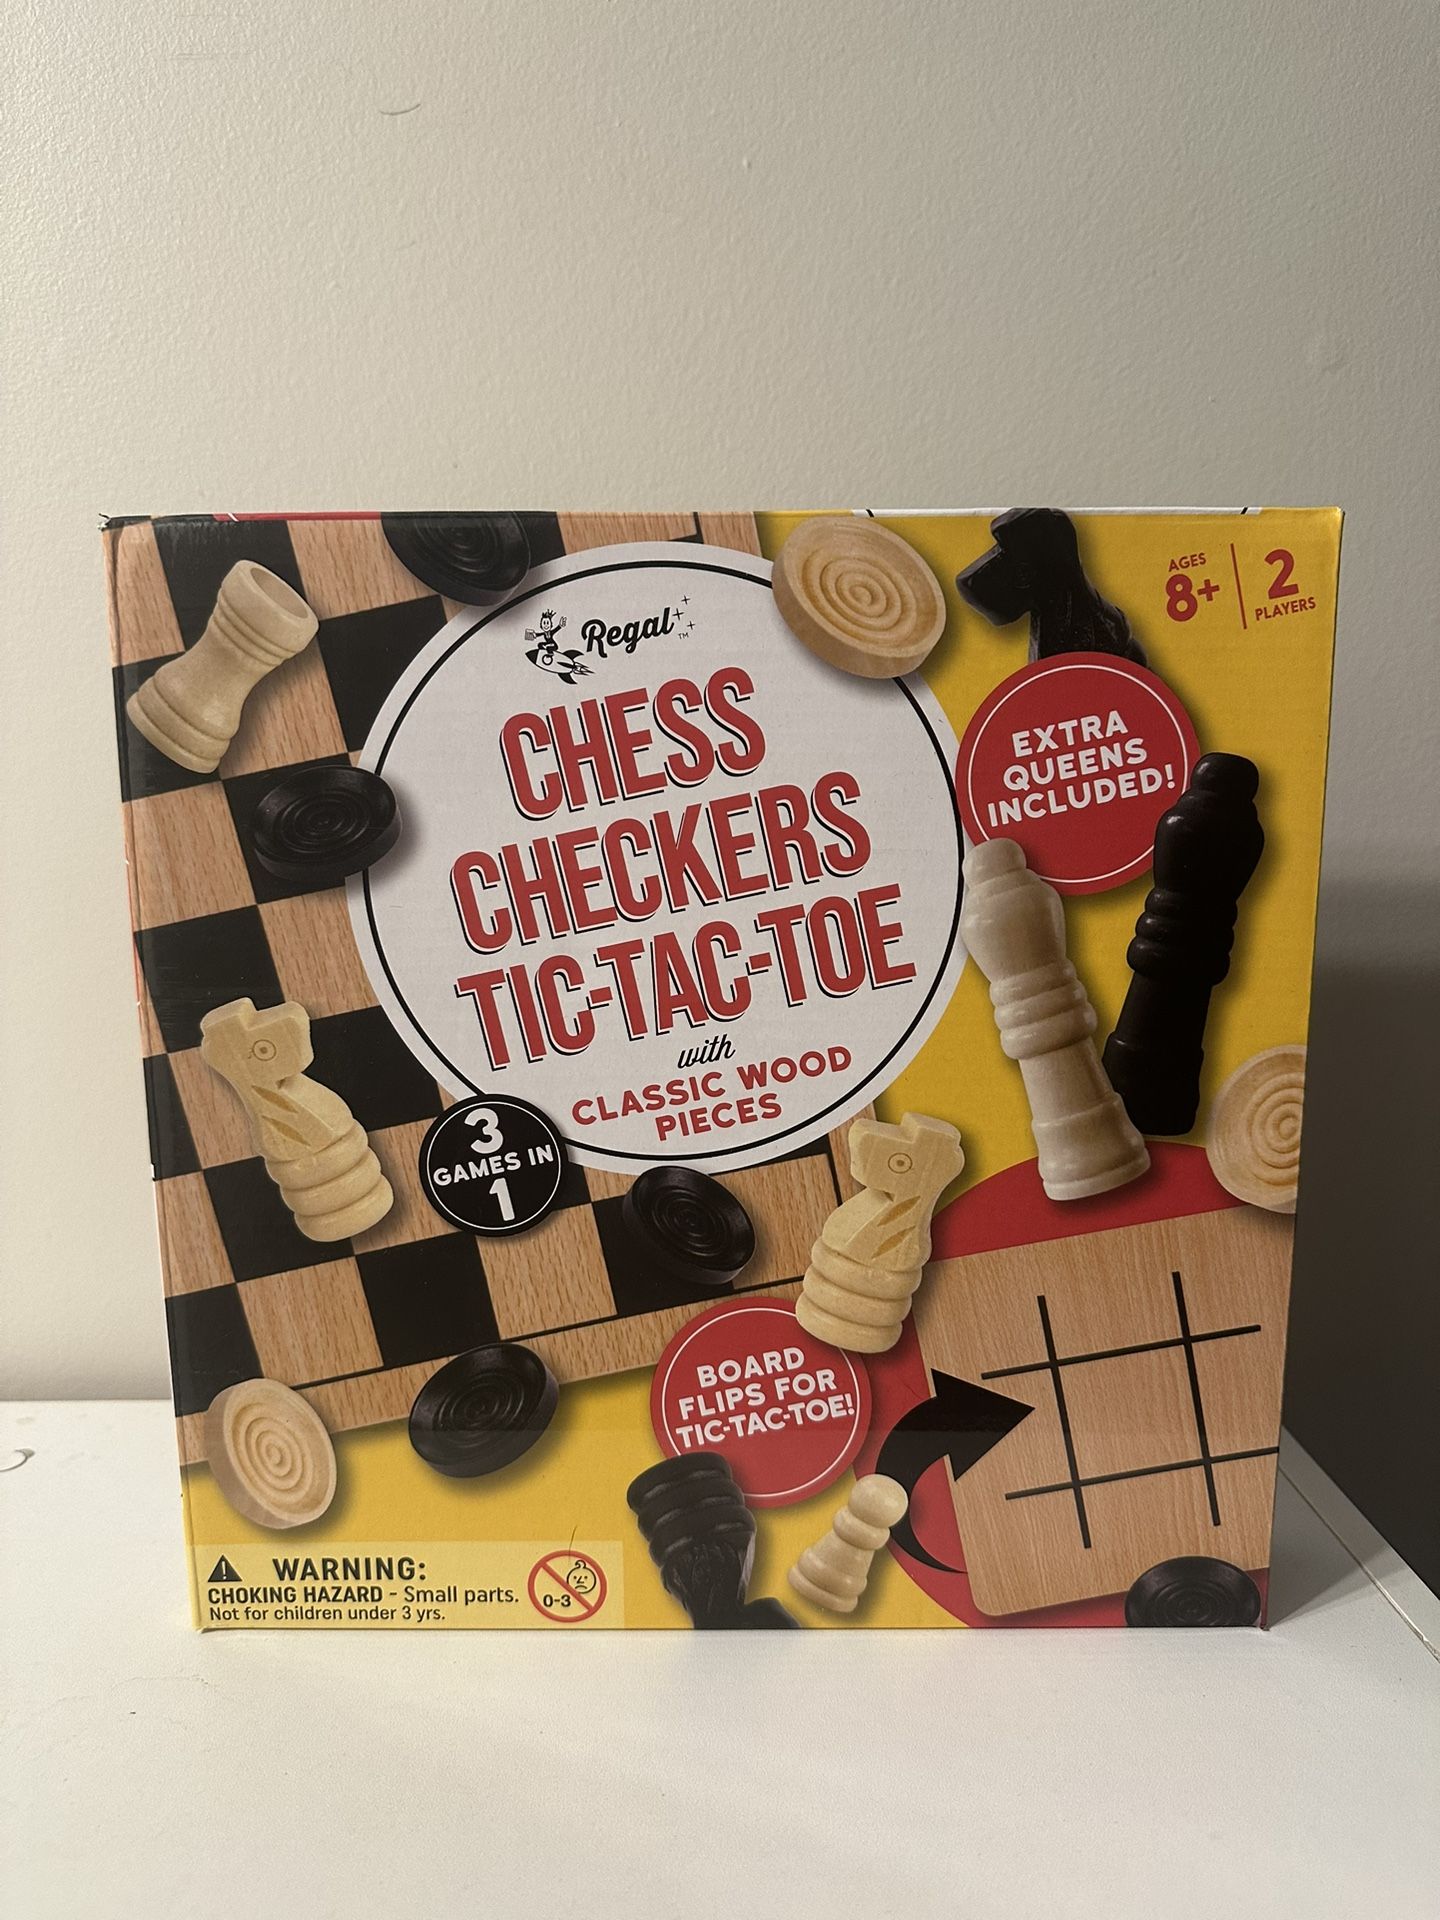 Regal™
CHESS
CHECKERS
TIC-TAC-TOE
with
CLASSIC WOOD
PIECES
AGES
8+
2
PLAYERS
EXTRA
QUEENS
INCLUDED!
3
GAMES IN
1
BOARD
FLIPS FOR
TIC-TAC-TOE!
WARNING:
CHOKING HAZARD - Small parts.
Not for children under 3 yrs.
0-3